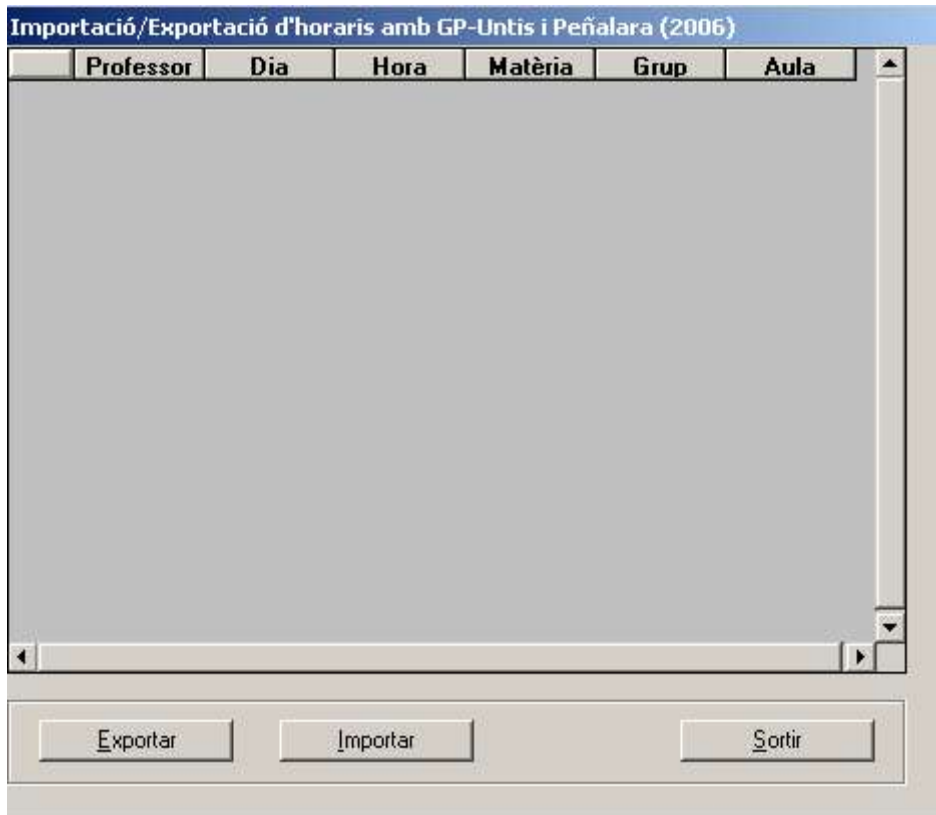 Importació/Exportació d'horaris amb GP-Untis i Peñalara (2006)
Professor Dia Hora Matèria Grup Aula
Exportar Importar Sortir